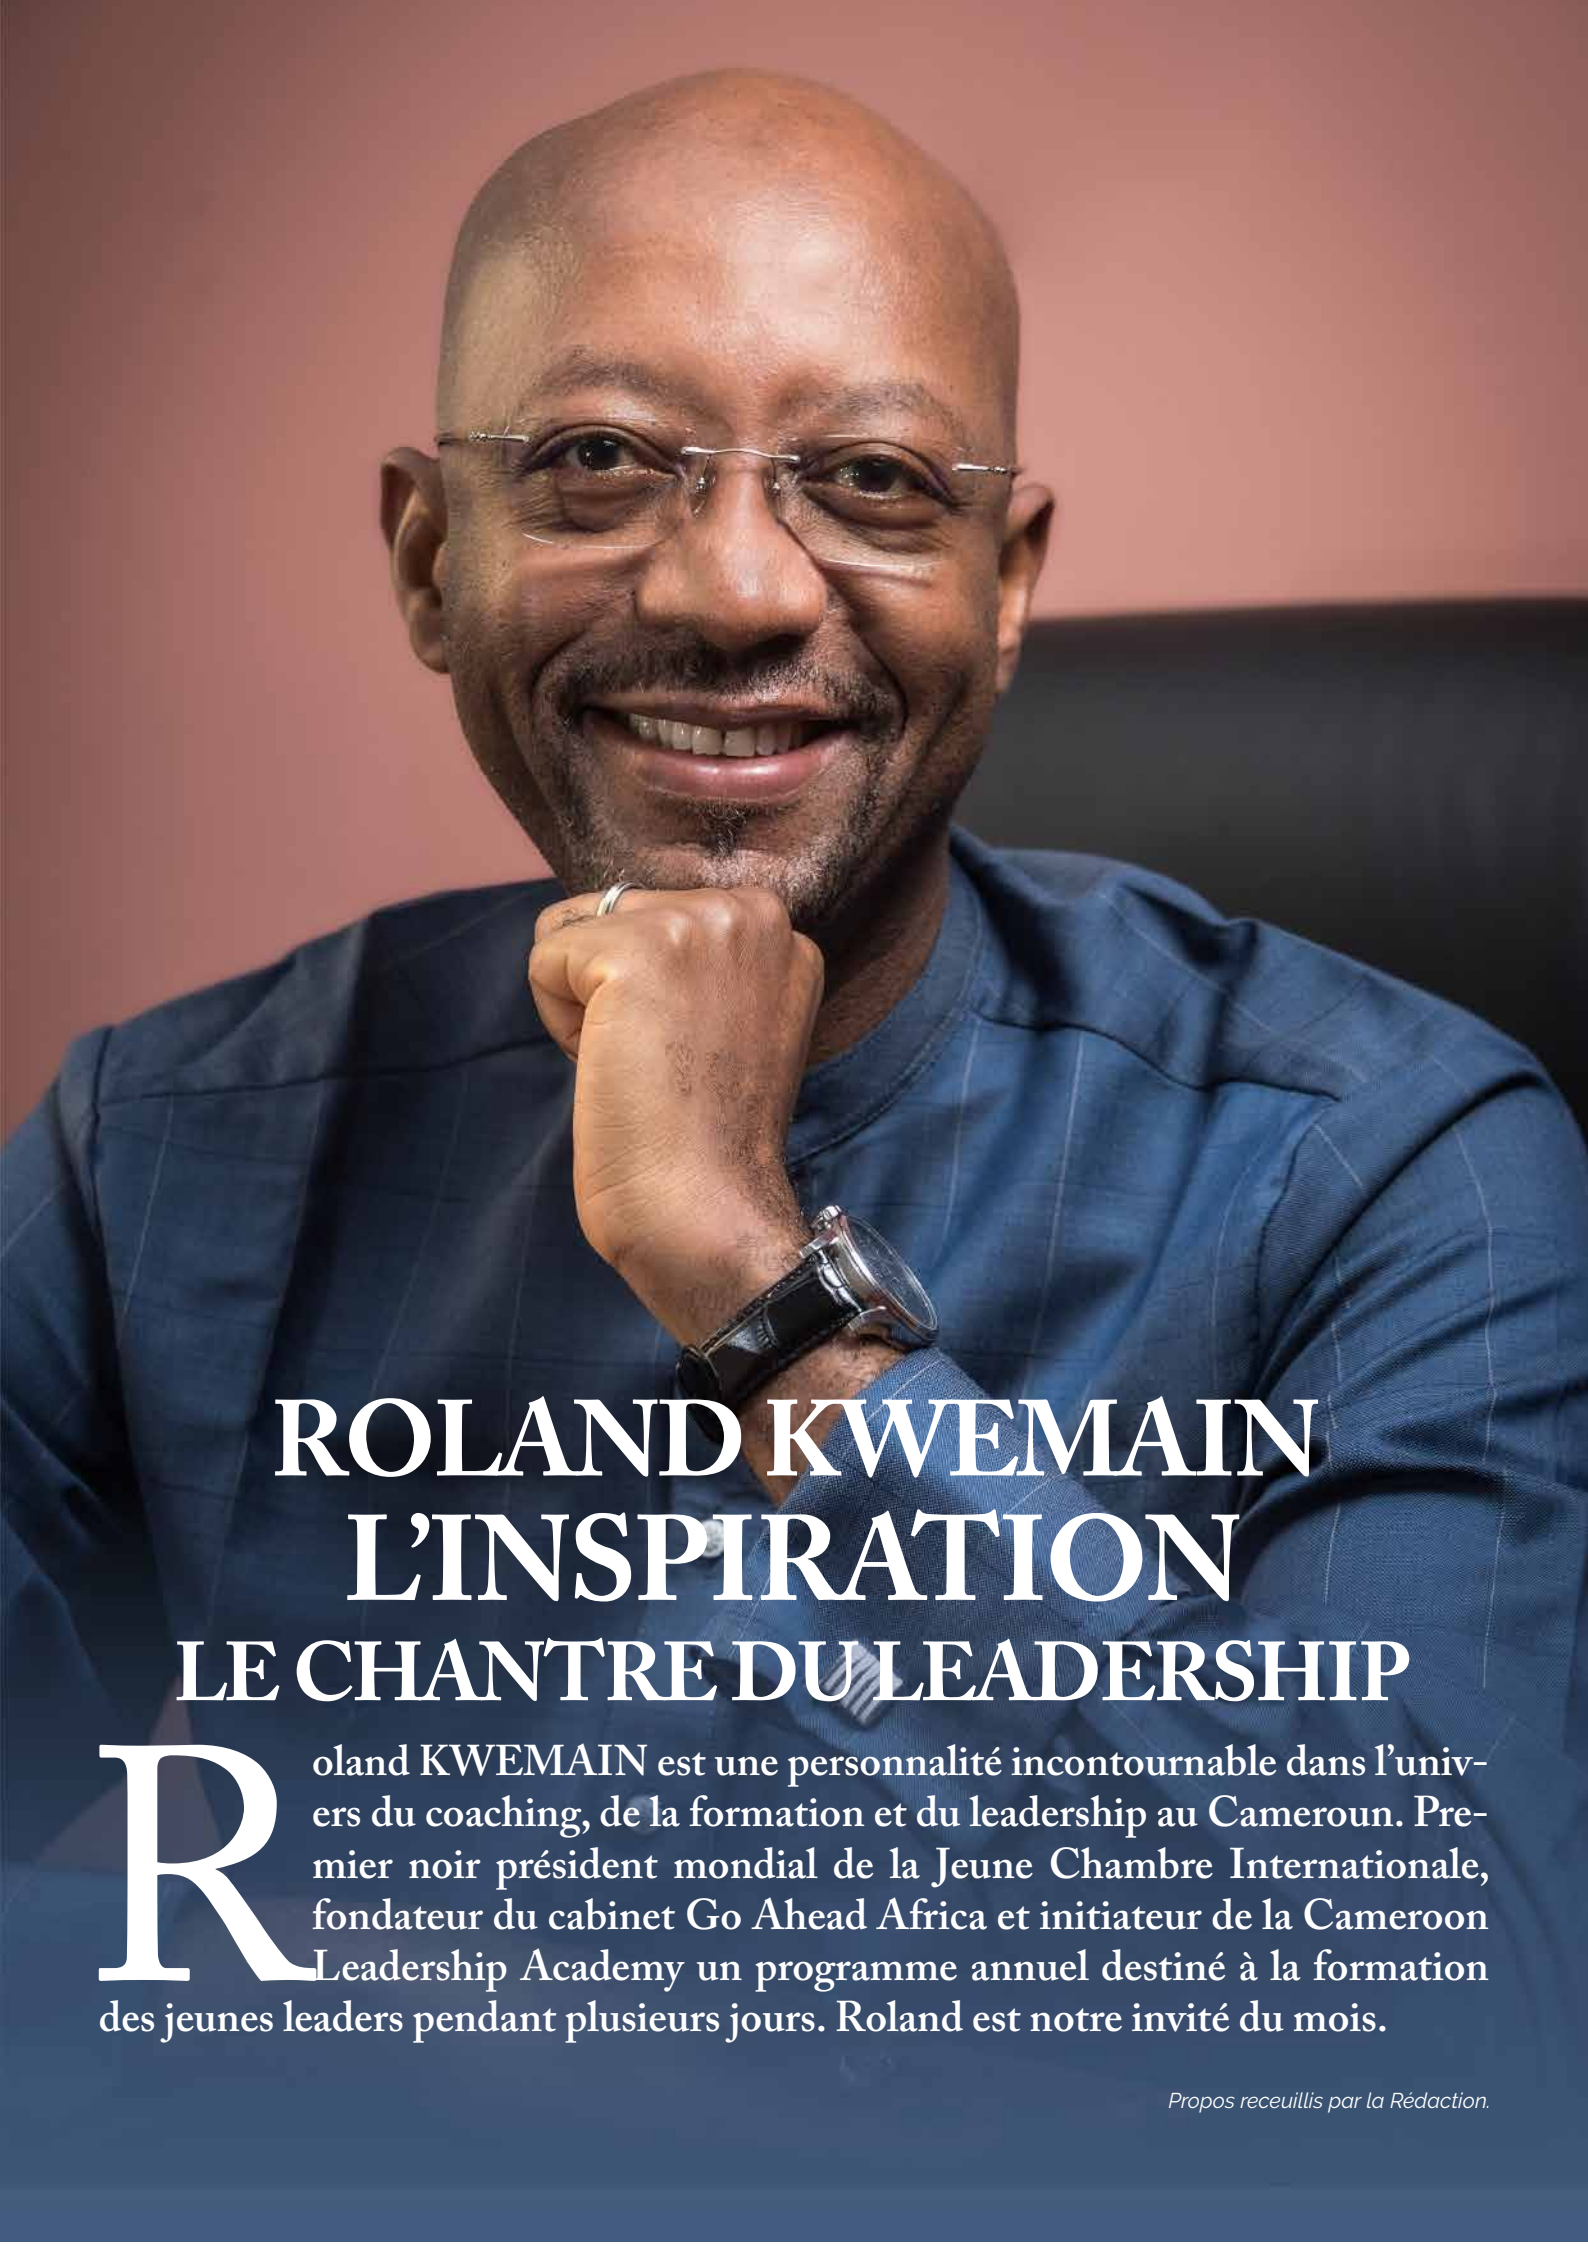 ROLAND KWEMAIN
L'INSPIRATION
LE CHANTRE DU LEADERSHIP
Roland KWEMAIN est une personnalité incontournable dans l'univ-
ers du coaching, de la formation et du leadership au Cameroun. Pre-
mier noir président mondial de la Jeune Chambre Internationale,
fondateur du cabinet Go Ahead Africa et initiateur de la Cameroon
Leadership Academy un programme annuel destiné à la formation
des jeunes leaders pendant plusieurs jours. Roland est notre invité du mois.
Propos receuillis par la Rédaction.